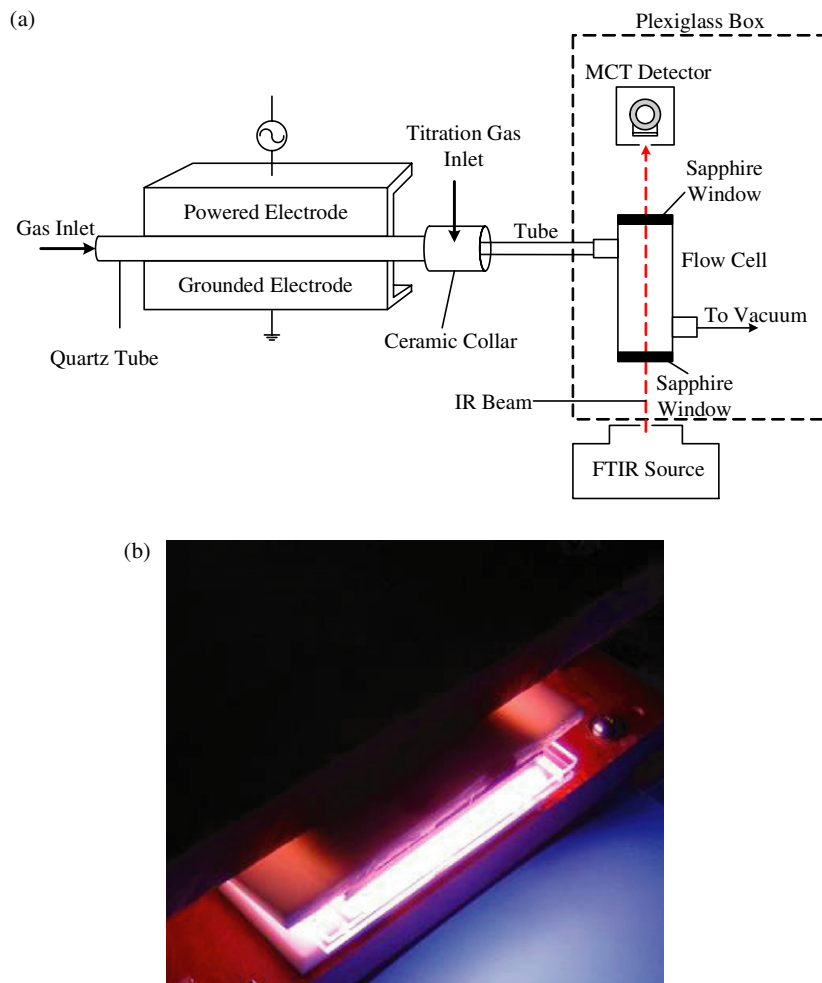 (a)
Plexiglass Box
MCT Detector
Titration Gas
Inlet
Sapphire
Window
Powered Electrode
Gas Inlet
Tube
Flow Cell
Grounded Electrode
To Vacuum
Ceramic Collar
Quartz Tube
Sapphire
Window
IR Beam
FTIR Source
(b)